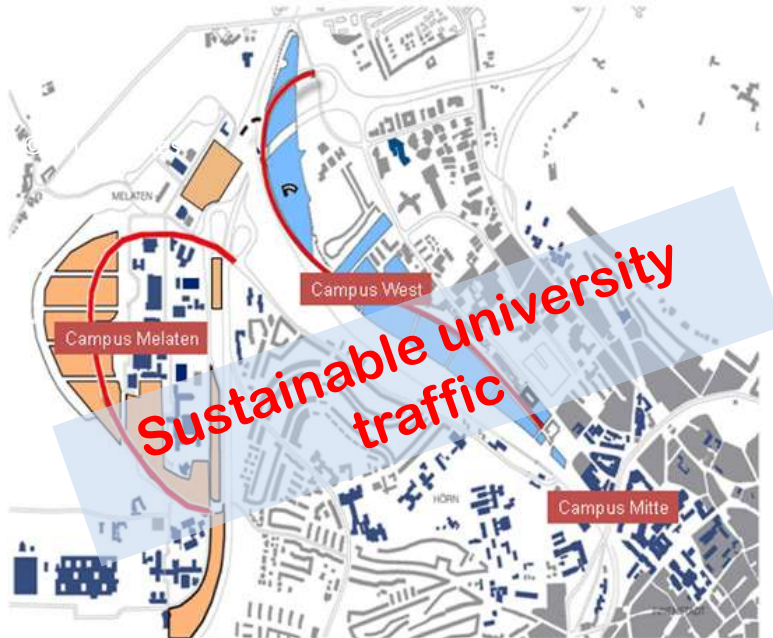 MELATEN
Campus West
Campus Melaten
Sustainable university
traffic
HÖRN
Campus Mitte